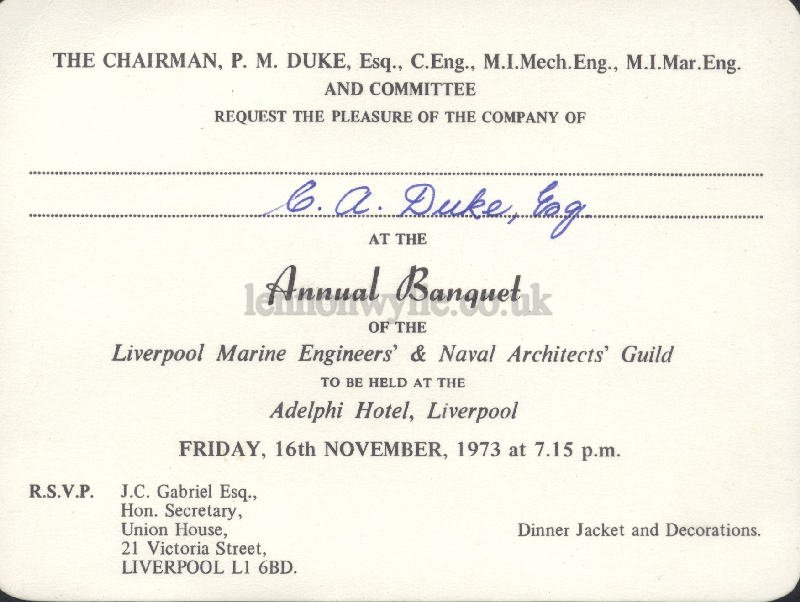 THE CHAIRMAN, P. M. DUKE, Esq., C.Eng., M.I.Mech.Eng., M.I.Mar.Eng.
AND COMMITTEE
REQUEST THE PLEASURE OF THE COMPANY OF
C. A. Duke, Esq.
AT THE
Annual Banquet
lennonwylie.co.uk
OF THE
Liverpool Marine Engineers' & Naval Architects' Guild
TO BE HELD AT THE
Adelphi Hotel, Liverpool
FRIDAY, 16th NOVEMBER, 1973 at 7.15 p.m.
R.S.V.P. J.C. Gabriel Esq.,
Hon. Secretary,
Union House,
21 Victoria Street,
LIVERPOOL L1 6BD.
Dinner Jacket and Decorations.